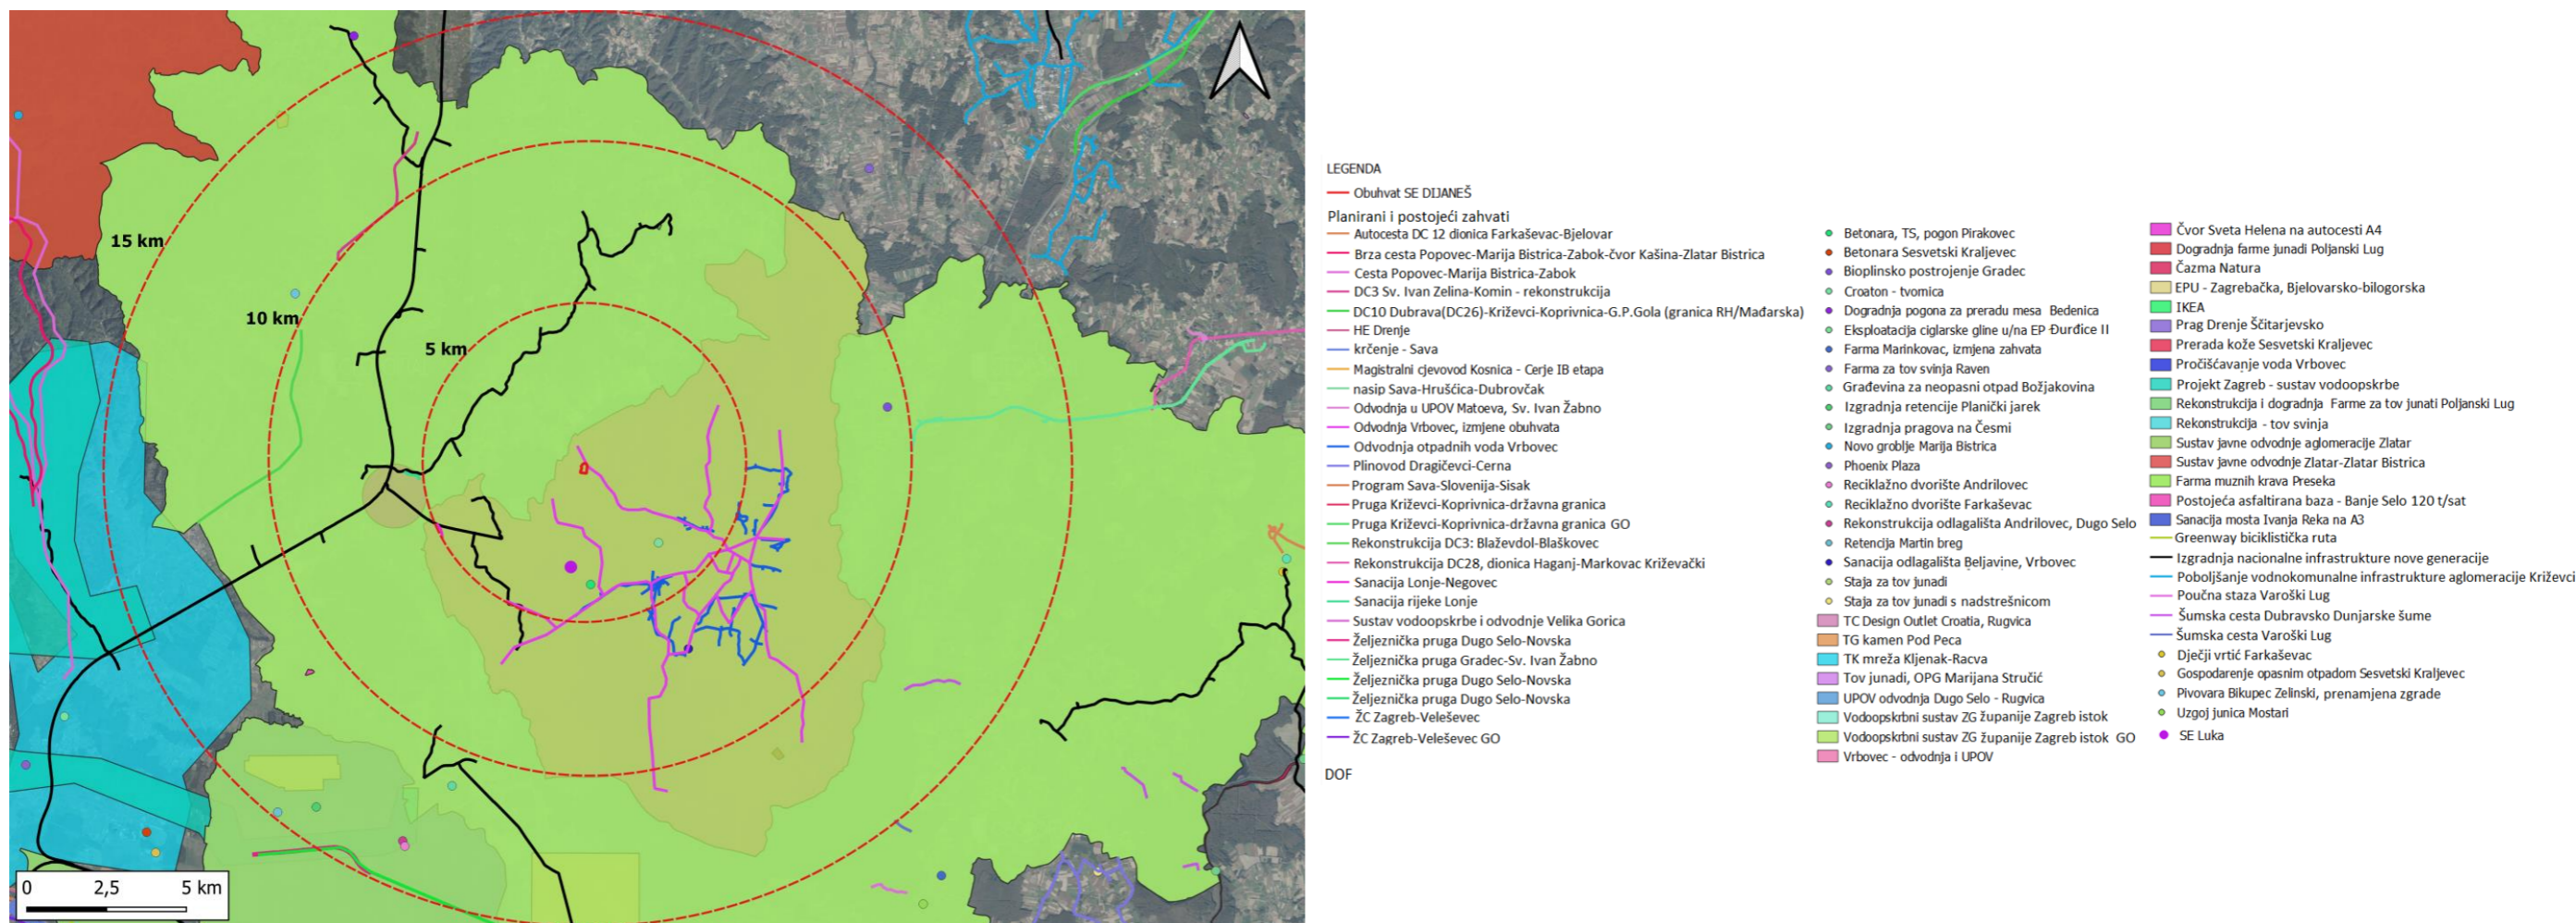 15 km
10 km
5 km
0 2,5 5 km
LEGENDA
Obuhvat SE DIJANEŠ
Planirani i postojeći zahvati
Autocesta DC 12 dionica Farkaševac-Bjelovar
Brza cesta Popovec-Marija Bistrica-Zabok-čvor Kašina-Zlatar Bistrica
Cesta Popovec-Marija Bistrica-Zabok
DC3 Sv. Ivan Zelina-Komin - rekonstrukcija
DC10 Dubrava(DC26)-Križevci-Koprivnica-G.P.Gola (granica RH/Mađarska)
HE Drenje
krčenje - Sava
Magistralni cjevovod Kosnica - Cerje IB etapa
nasip Sava-Hrušćica-Dubrovčak
Odvodnja u UPOV Matoeva, Sv. Ivan Žabno
Odvodnja Vrbovec, izmjene obuhvata
Odvodnja otpadnih voda Vrbovec
Plinovod Dragičevci-Cerna
Program Sava-Slovenija-Sisak
Pruga Križevci-Koprivnica-državna granica
Pruga Križevci-Koprivnica-državna granica GO
Rekonstrukcija DC3: Blaževdol-Blaškovec
Rekonstrukcija DC28, dionica Haganj-Markovac Križevački
Sanacija Lonje-Negovec
Sanacija rijeke Lonje
Sustav vodoopskrbe i odvodnje Velika Gorica
Željeznička pruga Dugo Selo-Novska
Željeznička pruga Gradec-Sv. Ivan Žabno
Željeznička pruga Dugo Selo-Novska
Željeznička pruga Dugo Selo-Novska
ŽC Zagreb-Veleševec
ŽC Zagreb-Veleševec GO
DOF
Betonara, TS, pogon Pirakovec
Betonara Sesvetski Kraljevec
Bioplinsko postrojenje Gradec
Croaton - tvornica
Dogradnja pogona za preradu mesa Bedenica
Eksploatacija ciglarske gline u/na EP Đurđice II
Farma Marinkovac, izmjena zahvata
Farma za tov svinja Raven
Građevina za neopasni otpad Božjakovina
Izgradnja retencije Planički jarek
Izgradnja pragova na Česmi
Novo groblje Marija Bistrica
Phoenix Plaza
Reciklažno dvorište Andrilovec
Reciklažno dvorište Farkaševac
Rekonstrukcija odlagališta Andrilovec, Dugo Selo
Retencija Martin breg
Sanacija odlagališta Beljavine, Vrbovec
Staja za tov junadi
Staja za tov junadi s nadstrešnicom
TC Design Outlet Croatia, Rugvica
TG kamen Pod Peca
TK mreža Kljenak-Racva
Tov junadi, OPG Marijana Stručić
UPOV odvodnja Dugo Selo - Rugvica
Vodoopskrbni sustav ZG županije Zagreb istok
Vodoopskrbni sustav ZG županije Zagreb istok GO
Vrbovec - odvodnja i UPOV
Čvor Sveta Helena na autocesti A4
Dogradnja farme junadi Poljanski Lug
Čazma Natura
EPU - Zagrebačka, Bjelovarsko-bilogorska
IKEA
Prag Drenje Ščitarjevsko
Prerada kože Sesvetski Kraljevec
Pročišćavanje voda Vrbovec
Projekt Zagreb - sustav vodoopskrbe
Rekonstrukcija i dogradnja Farme za tov junati Poljanski Lug
Rekonstrukcija - tov svinja
Sustav javne odvodnje aglomeracije Zlatar
Sustav javne odvodnje Zlatar-Zlatar Bistrica
Farma muznih krava Preseka
Postojeća asfaltirana baza - Banje Selo 120 t/sat
Sanacija mosta Ivanja Reka na A3
Greenway biciklistička ruta
Izgradnja nacionalne infrastrukture nove generacije
Poboljšanje vodnokomunalne infrastrukture aglomeracije Križevci
Poučna staza Varoški Lug
Šumska cesta Dubravsko Dunjarske šume
Šumska cesta Varoški Lug
Dječji vrtić Farkaševac
Gospodarenje opasnim otpadom Sesvetski Kraljevec
Pivovara Bikupec Zelinski, prenamjena zgrade
Uzgoj junica Mostari
SE Luka